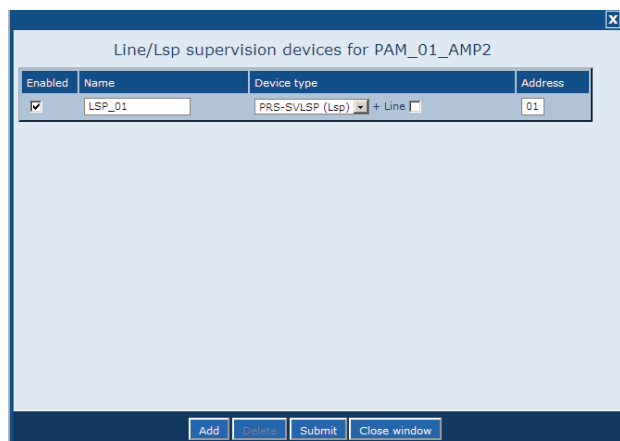 X
Line/Lsp supervision devices for PAM_01_AMP2
Enabled Name Device type Address
LSP_01 PRS-SVLSP (Lsp) + Line 01
Add Delete Submit Close window